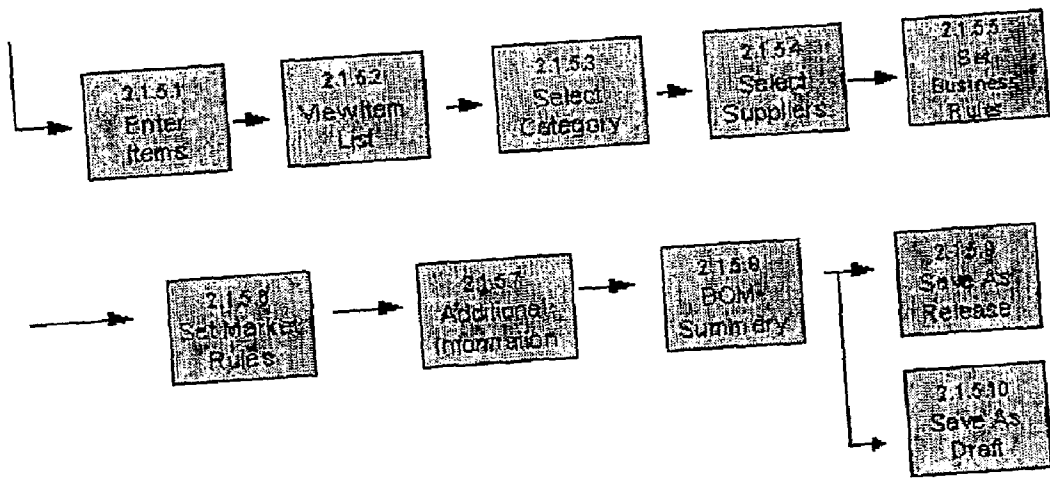 2.1.5.1
Enter
Items
2.1.5.2
View Item
List
2.1.5.3
Select
Category
2.1.5.4
Select
Suppliers
2.1.5.5
Set
Business
Rules
2.1.5.6
Set Market
Rules
2.1.5.7
Additional
Information
2.1.5.8
BOM
Summary
2.1.5.9
Save As
Release
2.1.5.10
Save As
Draft